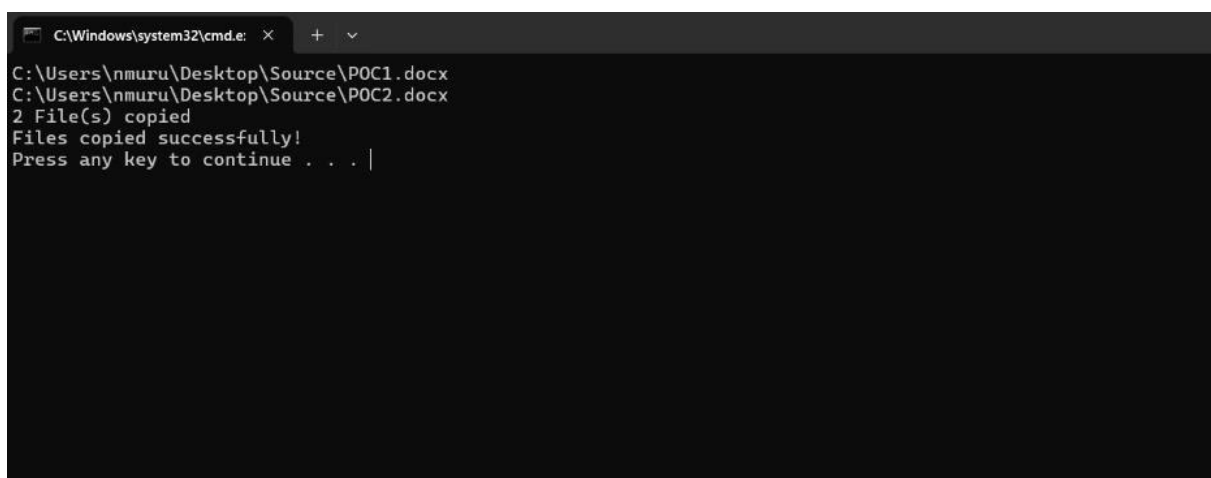 C:\Windows\system32\cmd.e:
C:\Users\nmuru\Desktop\Source\POC1.docx
C:\Users\nmuru\Desktop\Source\POC2.docx
2 File(s) copied
Files copied successfully!
Press any key to continue . . .